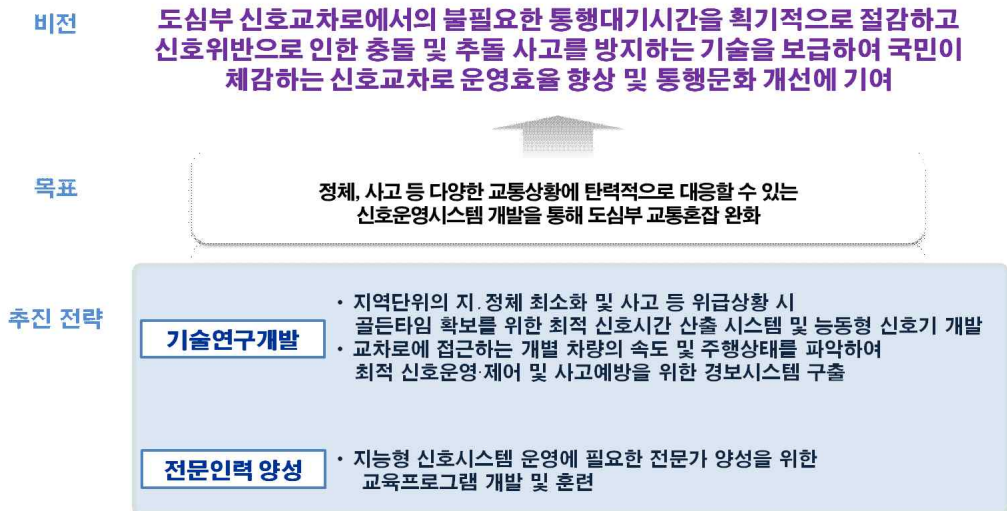 비전
도심부 신호교차로에서의 불필요한 통행대기시간을 획기적으로 절감하고
신호위반으로 인한 충돌 및 추돌 사고를 방지하는 기술을 보급하여 국민이
체감하는 신호교차로 운영효율 향상 및 통행문화 개선에 기여
목표
정체, 사고 등 다양한 교통상황에 탄력적으로 대응할 수 있는
신호운영시스템 개발을 통해 도심부 교통혼잡 완화
추진 전략
기술연구개발
• 지역단위의 지.정체 최소화 및 사고 등 위급상황 시
골든타임 확보를 위한 최적 신호시간 산출 시스템 및 능동형 신호기 개발
• 교차로에 접근하는 개별 차량의 속도 및 주행상태를 파악하여
최적 신호운영·제어 및 사고예방을 위한 경보시스템 구출
전문인력 양성
• 지능형 신호시스템 운영에 필요한 전문가 양성을 위한
교육프로그램 개발 및 훈련